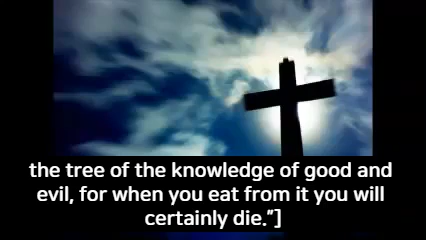 the tree of the knowledge of good and
evil, for when you eat from it you will
certainly die.”]